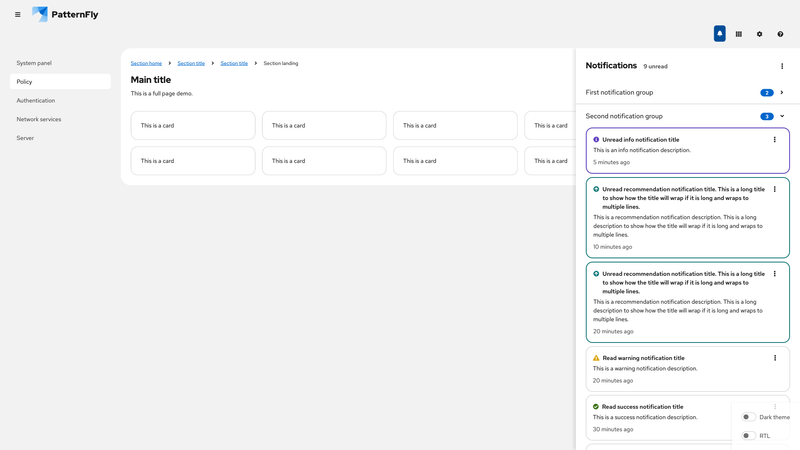 PatternFly
System panel
Policy
Authentication
Network services
Server
Section home
Section title
Section title
Section landing
Main title
This is a full page demo.
This is a card
This is a card
This is a card
This is a card
This is a card
This is a card
This is a card
This is a card
Notifications
9 unread
First notification group
2
Second notification group
3
Unread info notification title
This is an info notification description.
5 minutes ago
Unread recommendation notification title. This is a long title
to show how the title will wrap if it is long and wraps to
multiple lines.
This is a recommendation notification description. This is a long
description to show how the title will wrap if it is long and wraps to
multiple lines.
10 minutes ago
Unread recommendation notification title. This is a long title
to show how the title will wrap if it is long and wraps to
multiple lines.
This is a recommendation notification description. This is a long
description to show how the title will wrap if it is long and wraps to
multiple lines.
20 minutes ago
Read warning notification title
This is a warning notification description.
20 minutes ago
Read success notification title
This is a success notification description.
30 minutes ago
Dark theme
RTL